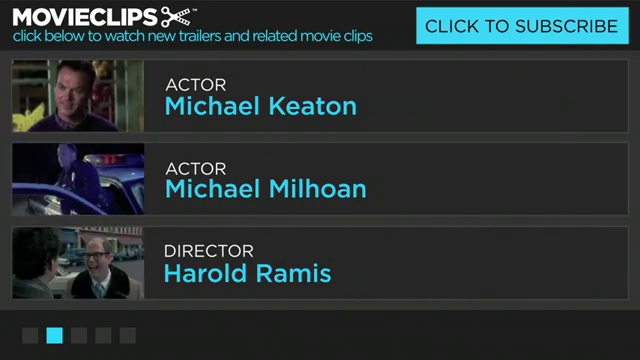 MOVIECLIPS™
click below to watch new trailers and related movie clips
CLICK TO SUBSCRIBE
ACTOR
Michael Keaton
ACTOR
Michael Milhoan
DIRECTOR
Harold Ramis